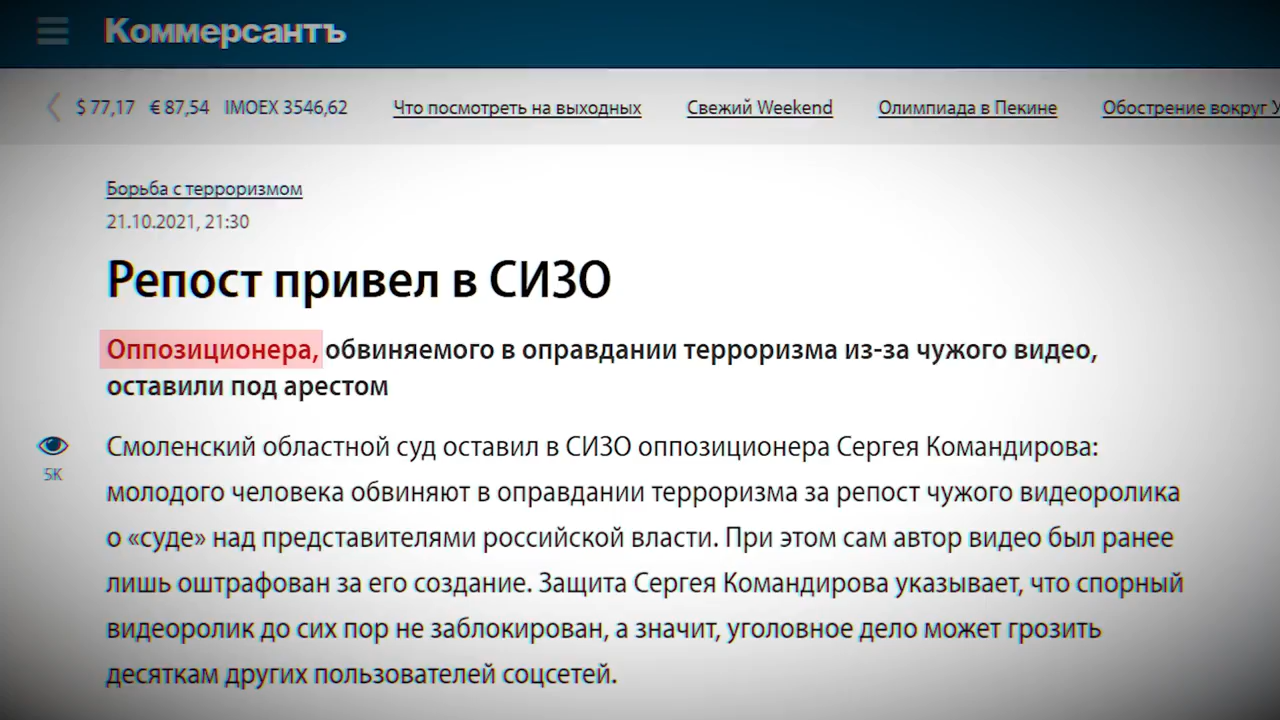 Коммерсантъ
$ 77,17 € 87,54 IMOEX 3546,62 Что посмотреть на выходных Свежий Weekend Олимпиада в Пекине Обострение вокруг У
Борьба с терроризмом
21.10.2021, 21:30
Репост привел в СИЗО
Оппозиционера, обвиняемого в оправдании терроризма из-за чужого видео,
оставили под арестом
Смоленский областной суд оставил в СИЗО оппозиционера Сергея Командирова:
5K
молодого человека обвиняют в оправдании терроризма за репост чужого видеоролика
о «суде» над представителями российской власти. При этом сам автор видео был ранее
лишь оштрафован за его создание. Защита Сергея Командирова указывает, что спорный
видеоролик до сих пор не заблокирован, а значит, уголовное дело может грозить
десяткам других пользователей соцсетей.